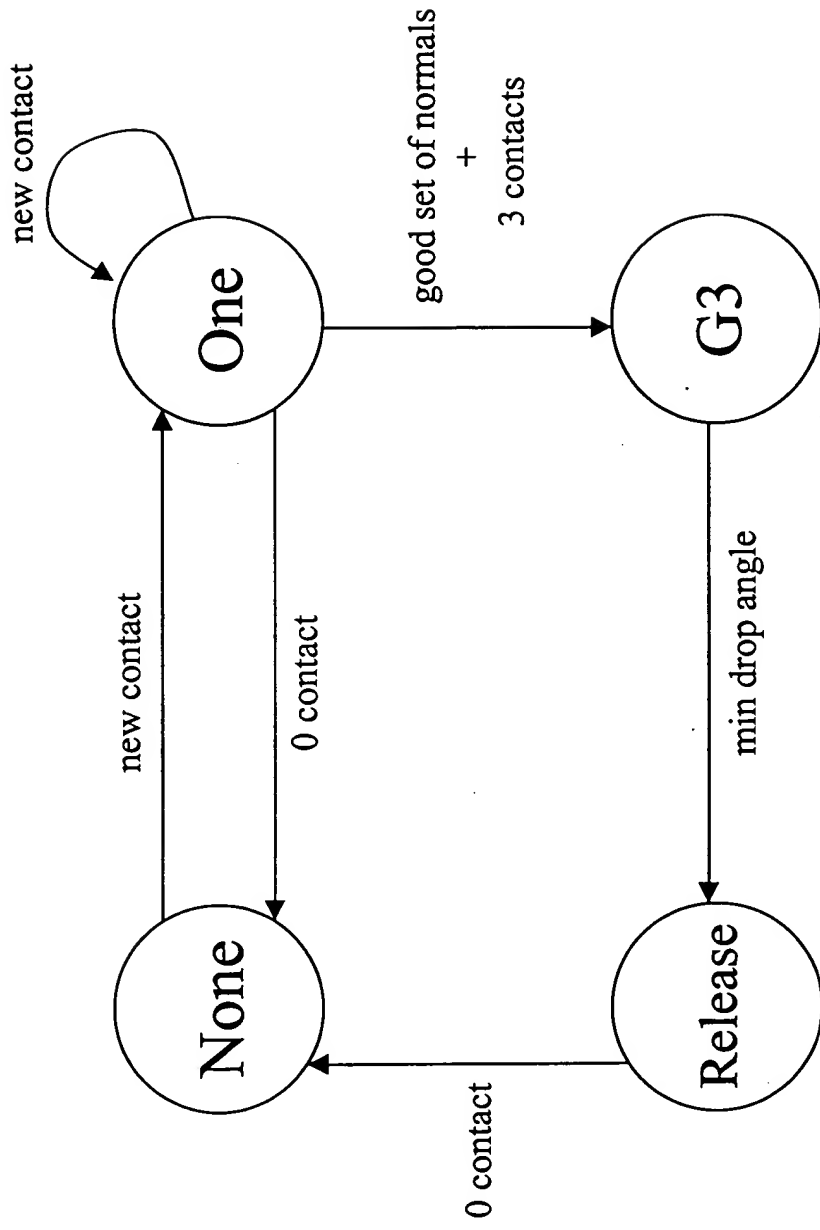 new contact
None
new contact
One
0 contact
0 contact
good set of normals
+
3 contacts
Release
min drop angle
G3